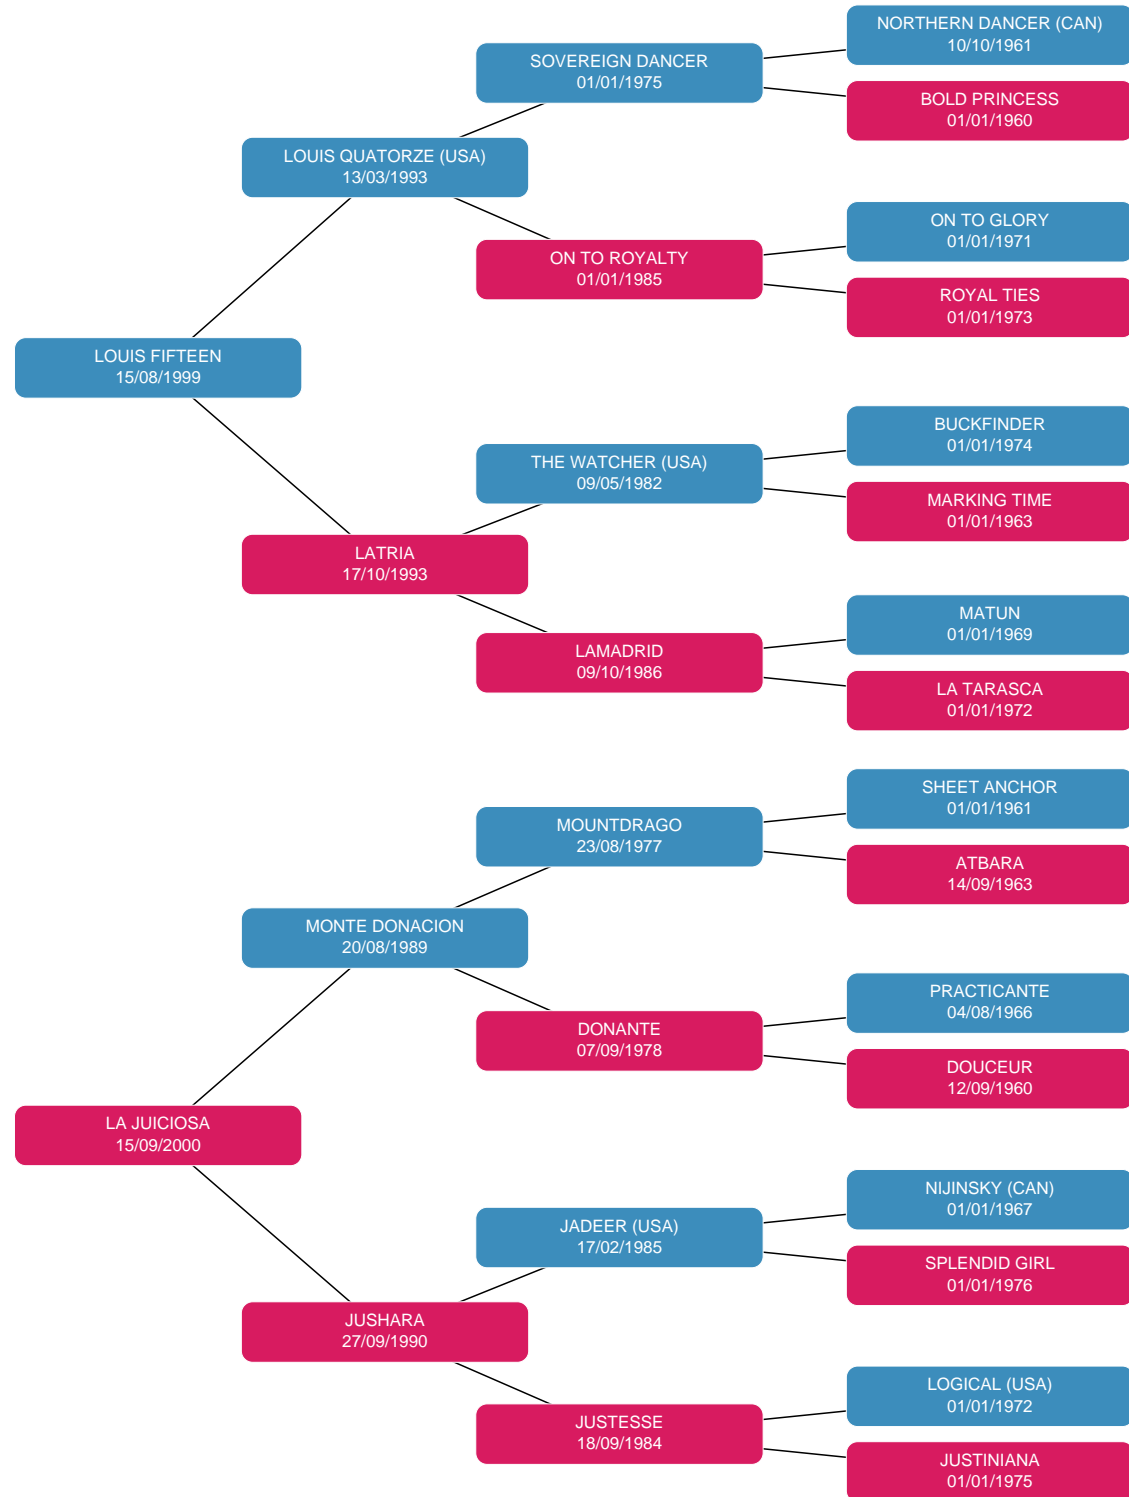 NORTHERN DANCER (CAN)
10/10/1961
SOVEREIGN DANCER
01/01/1975
BOLD PRINCESS
01/01/1960
LOUIS QUATORZE (USA)
13/03/1993
ON TO GLORY
01/01/1971
ON TO ROYALTY
01/01/1985
ROYAL TIES
01/01/1973
LOUIS FIFTEEN
15/08/1999
BUCKFINDER
01/01/1974
THE WATCHER (USA)
09/05/1982
MARKING TIME
01/01/1963
LATRIA
17/10/1993
MATUN
01/01/1969
LAMADRID
09/10/1986
LA TARASCA
01/01/1972
SHEET ANCHOR
01/01/1961
MOUNTDRAGO
23/08/1977
ATBARA
14/09/1963
MONTE DONACION
20/08/1989
PRACTICANTE
04/08/1966
DONANTE
07/09/1978
DOUCEUR
12/09/1960
LA JUICIOSA
15/09/2000
NIJINSKY (CAN)
01/01/1967
JADEER (USA)
17/02/1985
SPLENDID GIRL
01/01/1976
JUSHARA
27/09/1990
LOGICAL (USA)
01/01/1972
JUSTESSE
18/09/1984
JUSTINIANA
01/01/1975